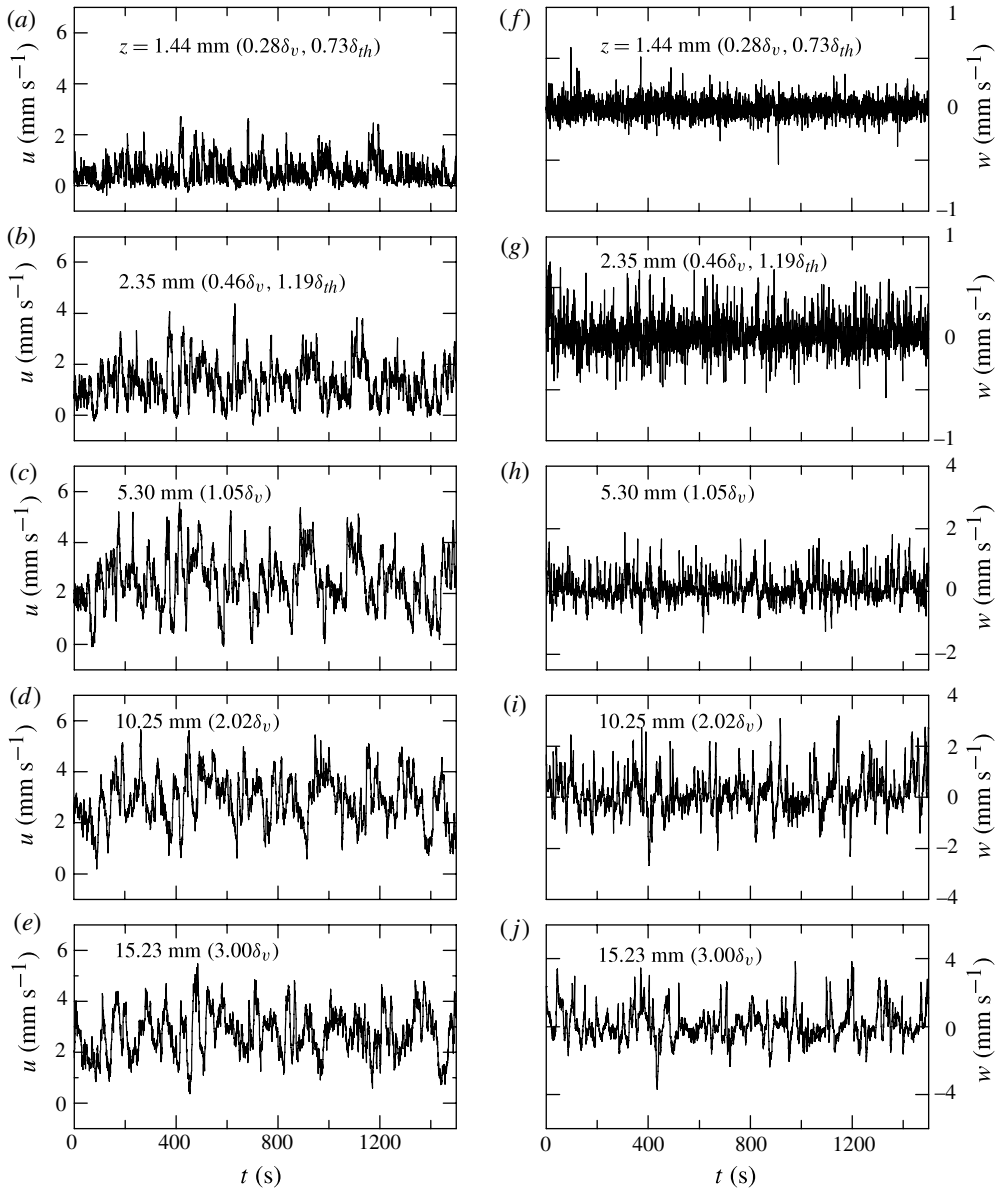 (a)
z = 1.44 mm (0.28δv, 0.73δth)
6
4
2
0
u (mm s−1)
(f)
z = 1.44 mm (0.28δv, 0.73δth)
1
0
−1
w (mm s−1)
(b)
2.35 mm (0.46δv, 1.19δth)
6
4
2
0
u (mm s−1)
(g)
2.35 mm (0.46δv, 1.19δth)
1
0
−1
w (mm s−1)
(c)
5.30 mm (1.05δv)
6
4
2
0
u (mm s−1)
(h)
5.30 mm (1.05δv)
4
2
0
−2
w (mm s−1)
(d)
10.25 mm (2.02δv)
6
4
2
0
u (mm s−1)
(i)
10.25 mm (2.02δv)
4
2
0
−2
−4
w (mm s−1)
(e)
15.23 mm (3.00δv)
6
4
2
0
u (mm s−1)
0 400 800 1200
t (s)
(j)
15.23 mm (3.00δv)
4
0
−4
w (mm s−1)
0 400 800 1200
t (s)